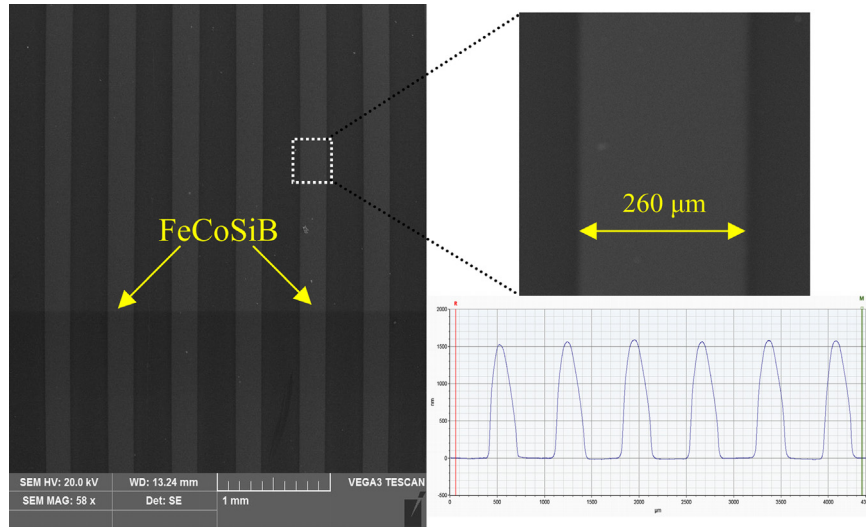 FeCoSiB
SEM HV: 20.0 kV
WD: 13.24 mm
VEGA3 TESCAN
SEM MAG: 58 x
Det: SE
1 mm
260 µm
R
M
2000
1500
1000
500
0
-500
nm
0
500
1000
1500
2000
2500
3000
3500
4000
µm